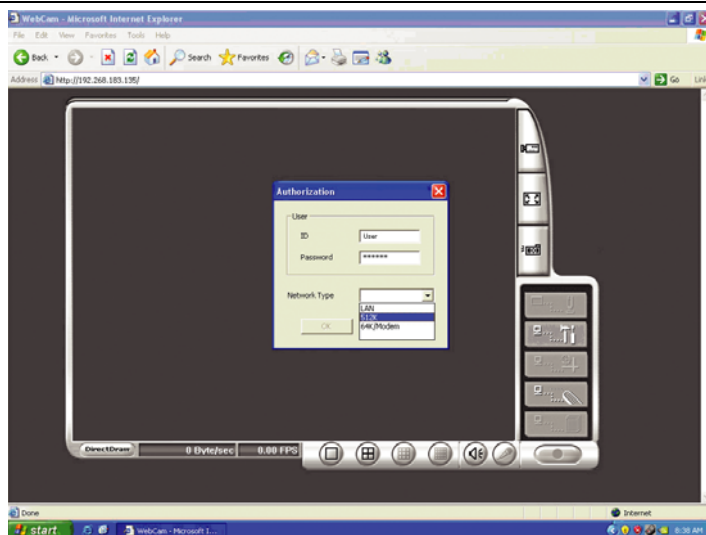 WebCam - Microsoft Internet Explorer
File Edit View Favorites Tools Help
Back Search Favorites
Address http://192.268.183.135/ Go Link
Authorization
User
ID User
Password ******
Network Type
LAN
512K
64K/Modem
OK
DirectDraw 0 Byte/sec 0.00 FPS
Done Internet
start WebCam - Microsoft I... 8:38 AM